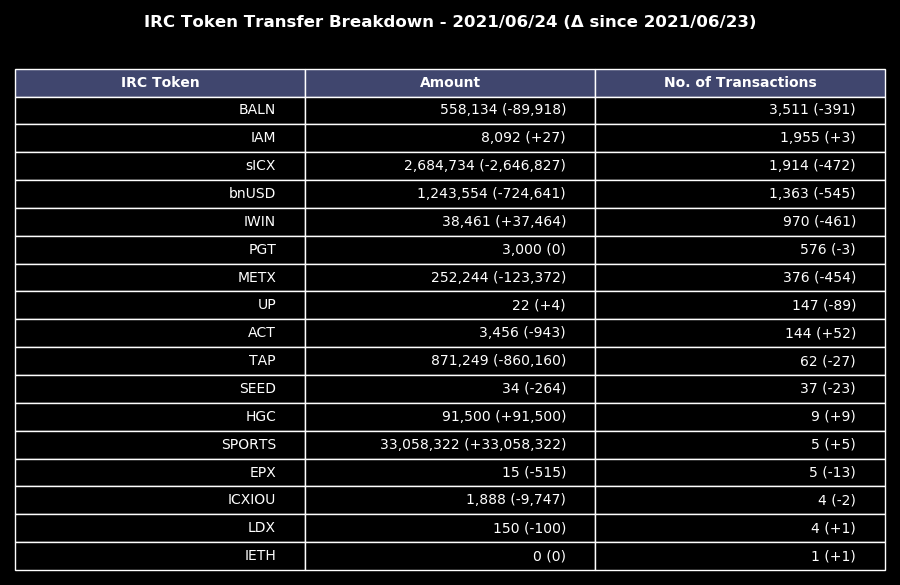 IRC Token Transfer Breakdown - 2021/06/24 (Δ since 2021/06/23)
IRC Token Amount No. of Transactions
BALN 558,134 (-89,918) 3,511 (-391)
IAM 8,092 (+27) 1,955 (+3)
sICX 2,684,734 (-2,646,827) 1,914 (-472)
bnUSD 1,243,554 (-724,641) 1,363 (-545)
IWIN 38,461 (+37,464) 970 (-461)
PGT 3,000 (0) 576 (-3)
METX 252,244 (-123,372) 376 (-454)
UP 22 (+4) 147 (-89)
ACT 3,456 (-943) 144 (+52)
TAP 871,249 (-860,160) 62 (-27)
SEED 34 (-264) 37 (-23)
HGC 91,500 (+91,500) 9 (+9)
SPORTS 33,058,322 (+33,058,322) 5 (+5)
EPX 15 (-515) 5 (-13)
ICXIOU 1,888 (-9,747) 4 (-2)
LDX 150 (-100) 4 (+1)
IETH 0 (0) 1 (+1)